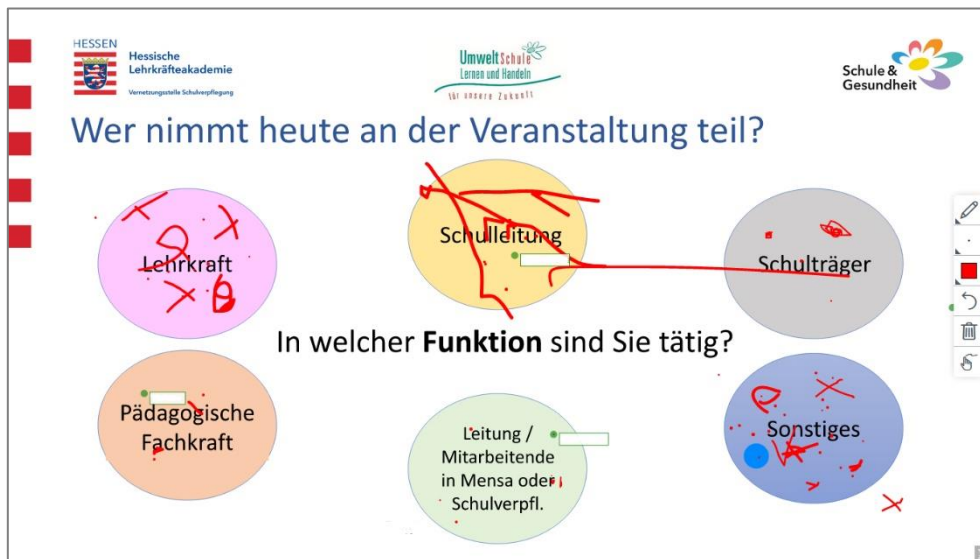 HESSEN
Hessische
Lehrkräfteakademie
Vernetzungsstelle Schulverpflegung
UmweltSchule
Lernen und Handeln
für unsere Zukunft
Schule &
Gesundheit
Wer nimmt heute an der Veranstaltung teil?
Lehrkraft
Schulleitung
Schulträger
In welcher Funktion sind Sie tätig?
Pädagogische
Fachkraft
Leitung /
Mitarbeitende
in Mensa oder
Schulverpfl.
Sonstiges